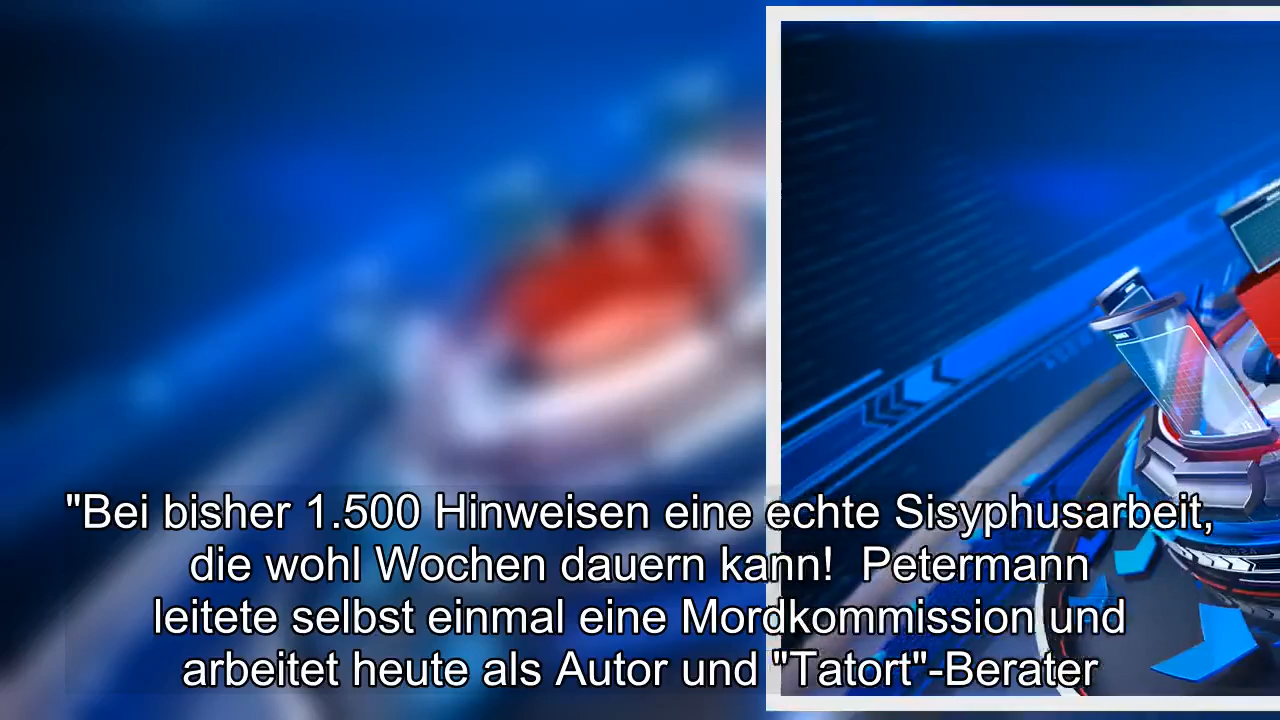 "Bei bisher 1.500 Hinweisen eine echte Sisyphusarbeit,
die wohl Wochen dauern kann!  Petermann
leitete selbst einmal eine Mordkommission und
arbeitet heute als Autor und "Tatort"-Berater